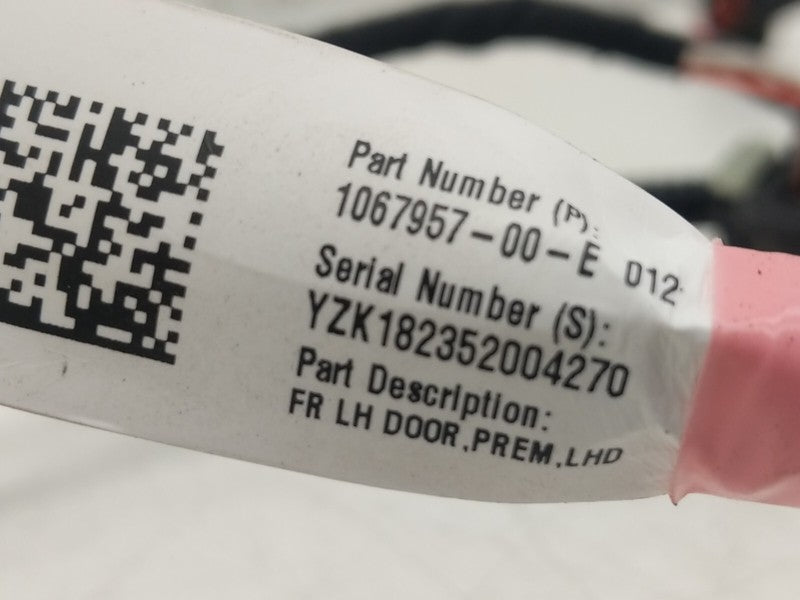 Part Number (P):
1067957-00-E 012
Serial Number (S):
YZK182352004270
Part Description:
FR LH DOOR,PREM,LHD